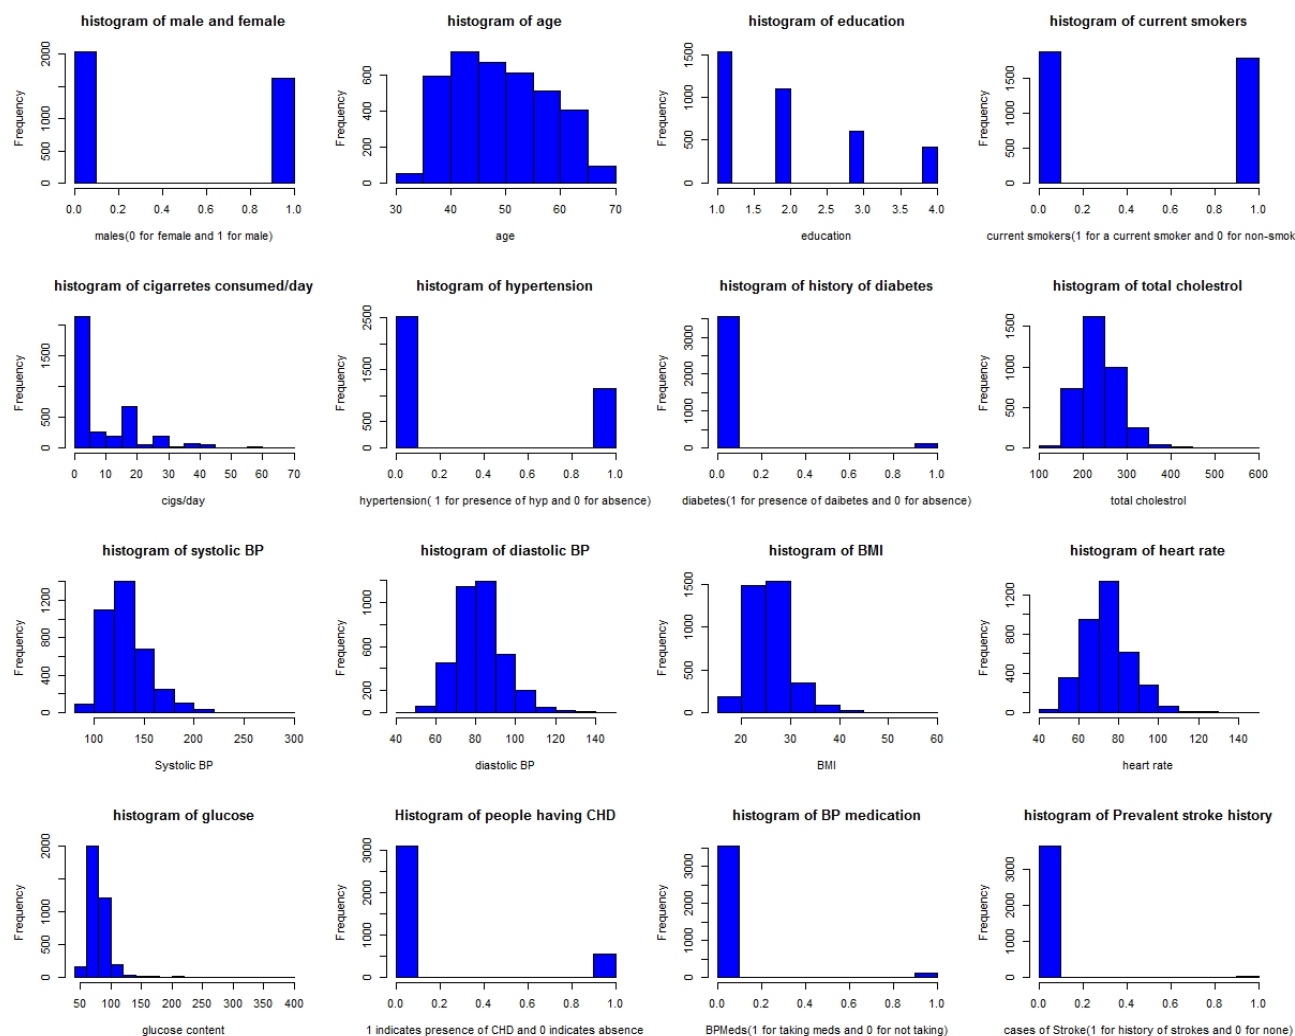 histogram of male and female
Frequency
0 500 1000 2000
0.0 0.2 0.4 0.6 0.8 1.0
males(0 for female and 1 for male)
histogram of age
Frequency
0 200 400 600
30 40 50 60 70
age
histogram of education
Frequency
0 500 1000 1500
1.0 1.5 2.0 2.5 3.0 3.5 4.0
education
histogram of current smokers
Frequency
0 500 1000 1500
0.0 0.2 0.4 0.6 0.8 1.0
current smokers(1 for a current smoker and 0 for non-smok
histogram of cigarretes consumed/day
Frequency
0 500 1500
0 10 20 30 40 50 60 70
cigs/day
histogram of hypertension
Frequency
0 500 1500 2500
0.0 0.2 0.4 0.6 0.8 1.0
hypertension( 1 for presence of hyp and 0 for absence)
histogram of history of diabetes
Frequency
0 1000 2000 3000
0.0 0.2 0.4 0.6 0.8 1.0
diabetes(1 for presence of daibetes and 0 for absence)
histogram of total cholestrol
Frequency
0 500 1000 1500
100 200 300 400 500 600
total cholestrol
histogram of systolic BP
Frequency
0 400 800 1200
100 150 200 250 300
Systolic BP
histogram of diastolic BP
Frequency
0 200 600 1000
40 60 80 100 120 140
diastolic BP
histogram of BMI
Frequency
0 500 1000 1500
20 30 40 50 60
BMI
histogram of heart rate
Frequency
0 400 800 1200
40 60 80 100 120 140
heart rate
histogram of glucose
Frequency
0 500 1000 2000
50 100 150 200 250 300 350 400
glucose content
Histogram of people having CHD
Frequency
0 1000 2000 3000
0.0 0.2 0.4 0.6 0.8 1.0
1 indicates presence of CHD and 0 indicates absence
histogram of BP medication
Frequency
0 1000 2000 3000
0.0 0.2 0.4 0.6 0.8 1.0
BPMeds(1 for taking meds and 0 for not taking)
histogram of Prevalent stroke history
Frequency
0 1000 2000 3000
0.0 0.2 0.4 0.6 0.8 1.0
cases of Stroke(1 for history of strokes and 0 for none)